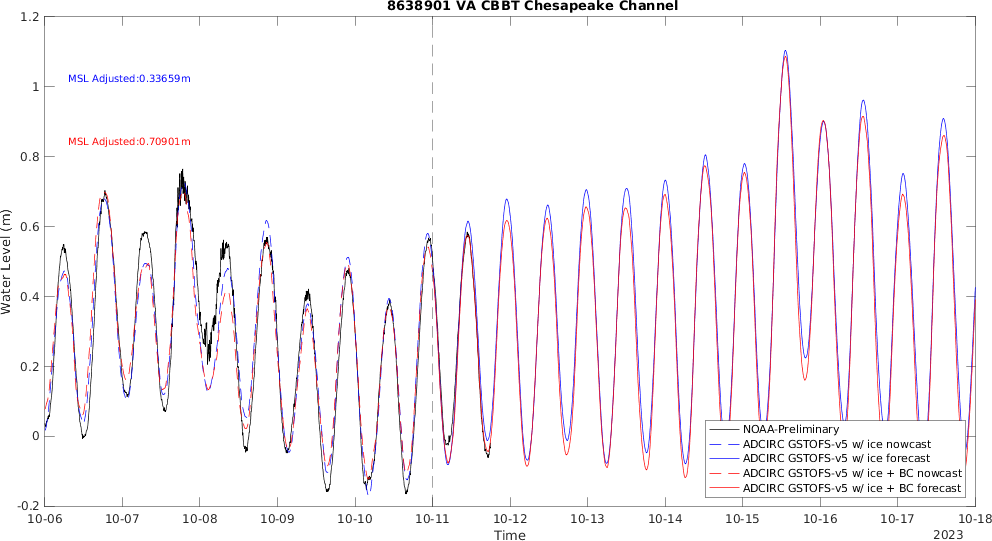 8638901 VA CBBT Chesapeake Channel
1.2
1
0.8
0.6
0.4
0.2
0
-0.2
Water Level (m)
MSL Adjusted:0.33659m
MSL Adjusted:0.70901m
NOAA-Preliminary
ADCIRC GSTOFS-v5 w/ ice nowcast
ADCIRC GSTOFS-v5 w/ ice forecast
ADCIRC GSTOFS-v5 w/ ice + BC nowcast
ADCIRC GSTOFS-v5 w/ ice + BC forecast
10-06 10-07 10-08 10-09 10-10 10-11 10-12 10-13 10-14 10-15 10-16 10-17 10-18
Time
2023